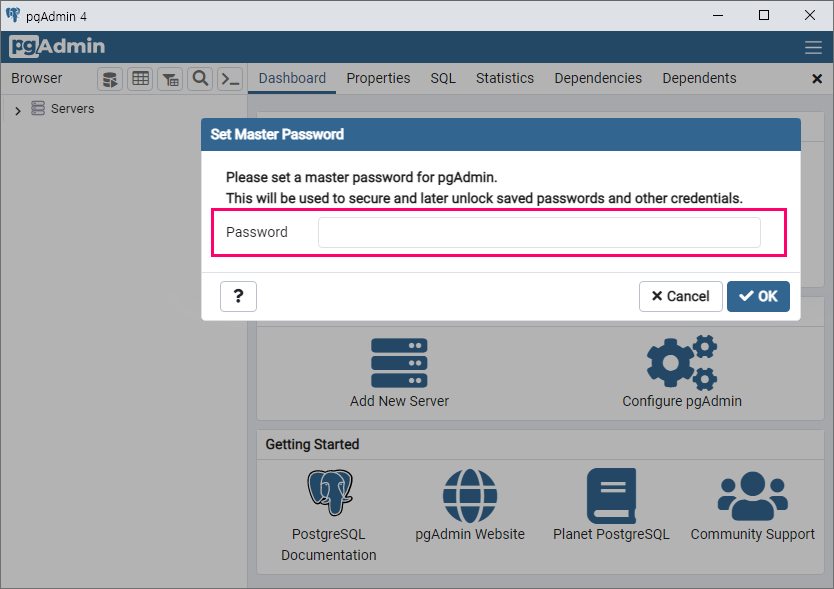 pgAdmin 4
pgAdmin
Browser
Dashboard Properties SQL Statistics Dependencies Dependents
Servers
Set Master Password
Please set a master password for pgAdmin.
This will be used to secure and later unlock saved passwords and other credentials.
Password
? Cancel OK
Add New Server Configure pgAdmin
Getting Started
PostgreSQL
Documentation
pgAdmin Website
Planet PostgreSQL
Community Support